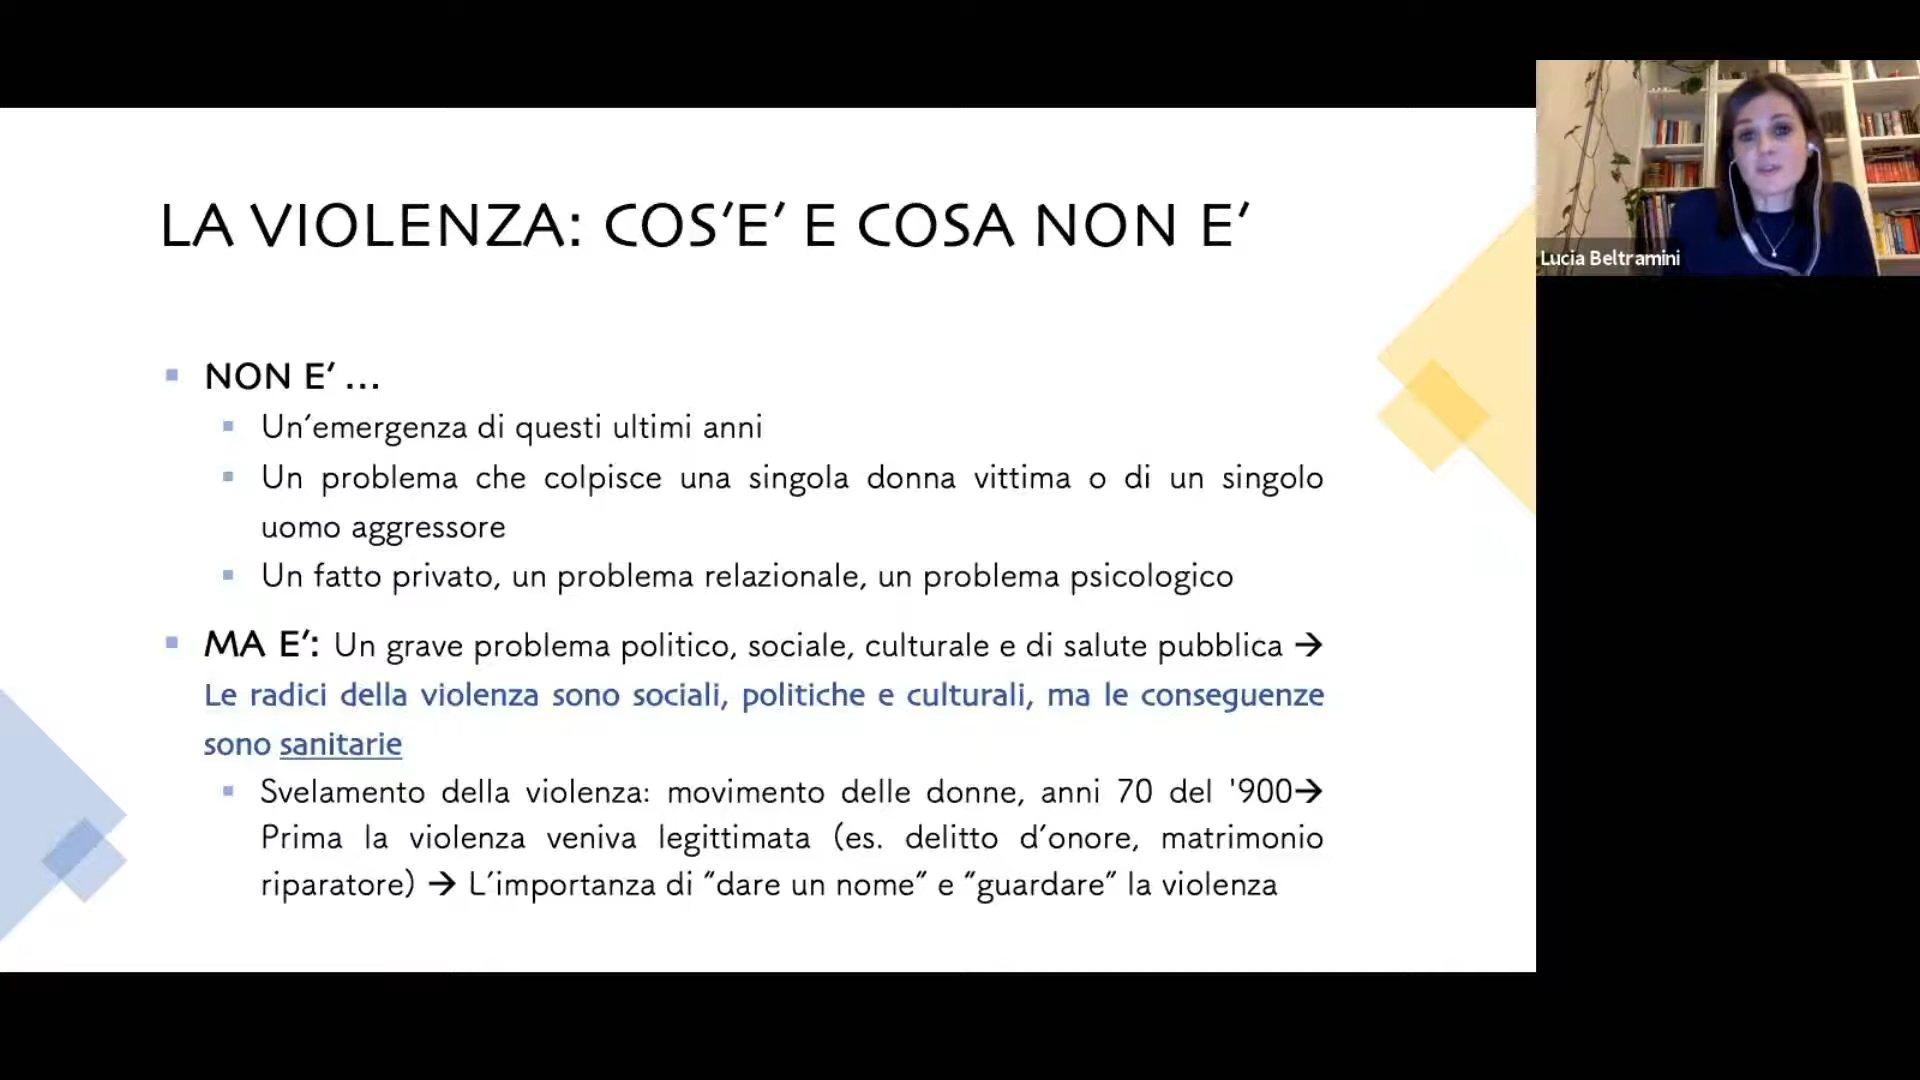 LA VIOLENZA: COS'E' E COSA NON E'
NON E' ...
Un'emergenza di questi ultimi anni
Un problema che colpisce una singola donna vittima o di un singolo
uomo aggressore
Un fatto privato, un problema relazionale, un problema psicologico
MA E': Un grave problema politico, sociale, culturale e di salute pubblica →
Le radici della violenza sono sociali, politiche e culturali, ma le conseguenze
sono sanitarie
Svelamento della violenza: movimento delle donne, anni 70 del '900→
Prima la violenza veniva legittimata (es. delitto d'onore, matrimonio
riparatore) → L'importanza di "dare un nome" e "guardare" la violenza
Lucia Beltramini